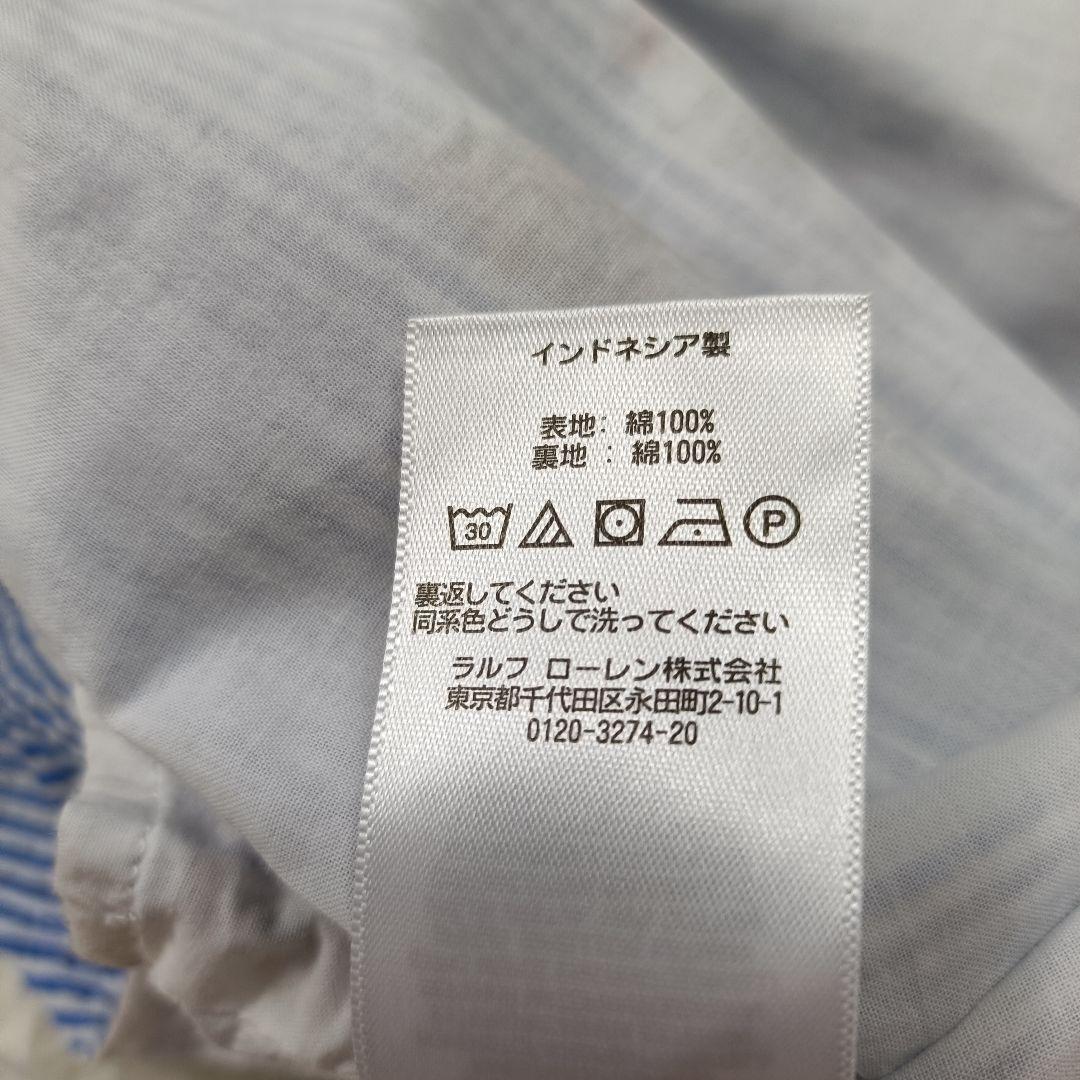 インドネシア製
表地: 綿100%
裏地 : 綿100%
30 P
裏返してください
同系色どうしで洗ってください
ラルフ ローレン株式会社
東京都千代田区永田町2-10-1
0120-3274-20